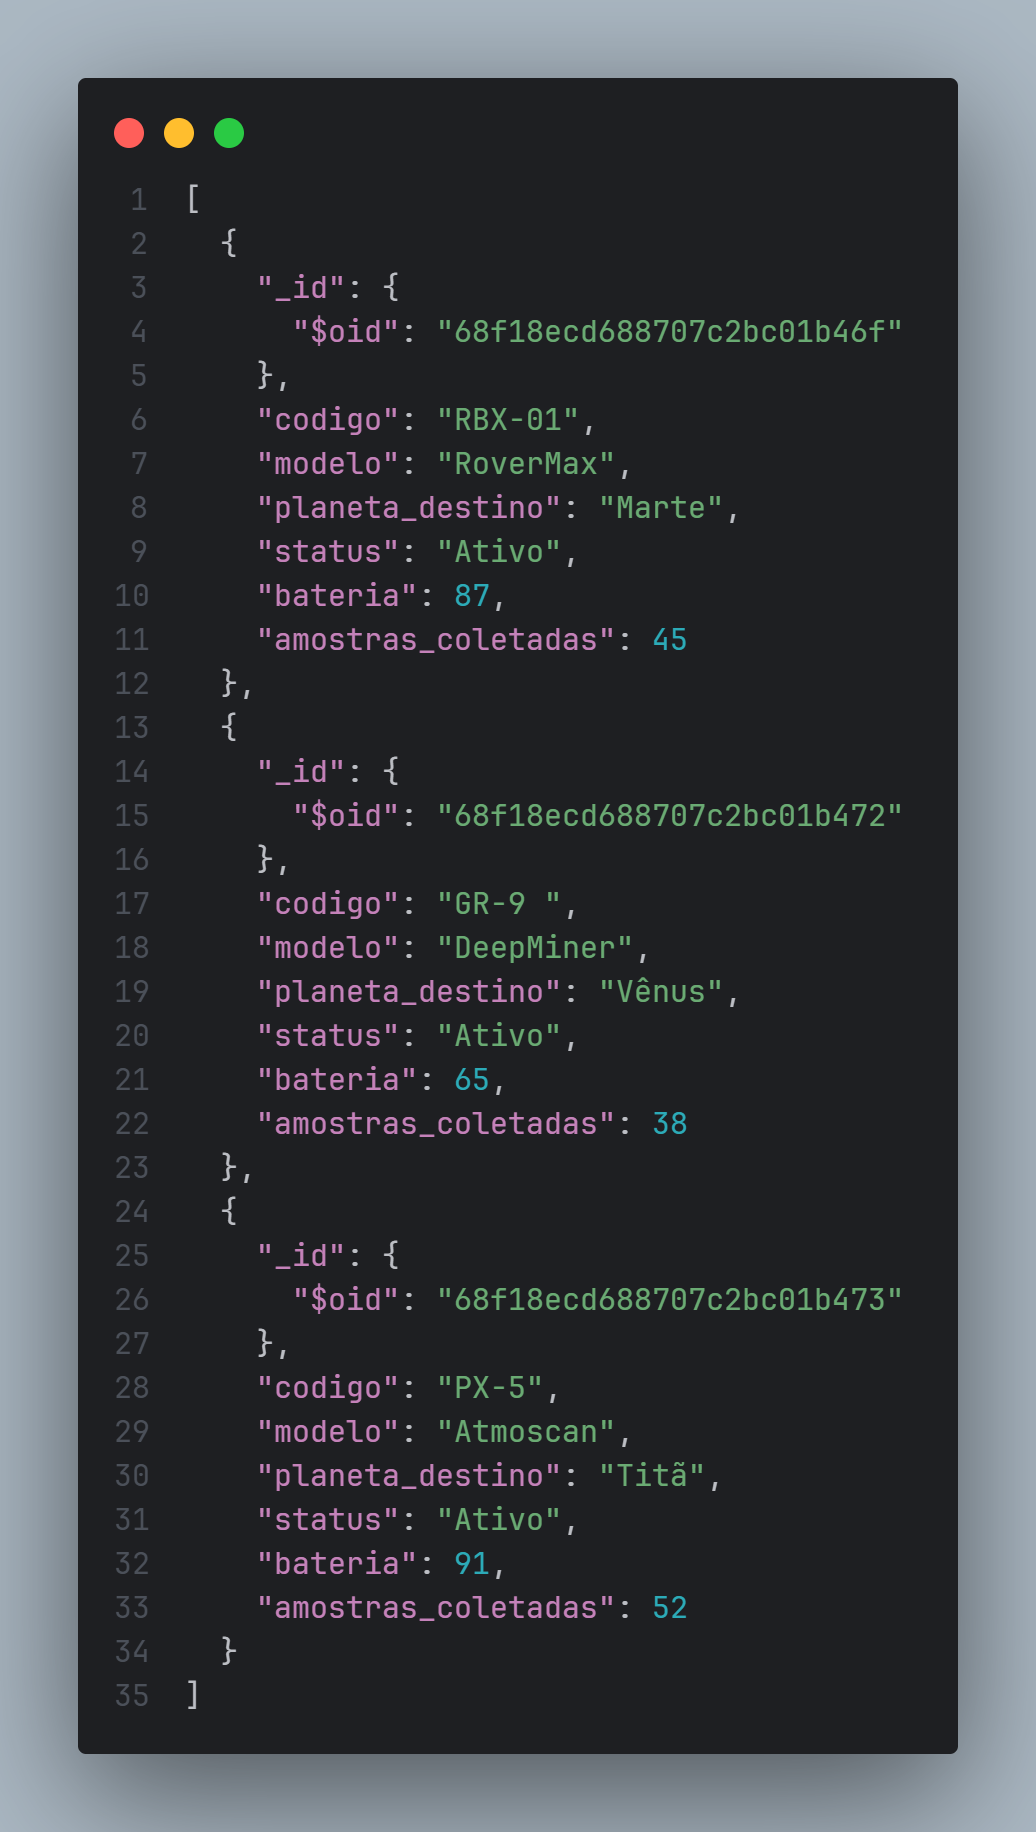 1 [
2   {
3     "_id": {
4       "$oid": "68f18ecd688707c2bc01b46f"
5     },
6     "codigo": "RBX-01",
7     "modelo": "RoverMax",
8     "planeta_destino": "Marte",
9     "status": "Ativo",
10     "bateria": 87,
11     "amostras_coletadas": 45
12   },
13   {
14     "_id": {
15       "$oid": "68f18ecd688707c2bc01b472"
16     },
17     "codigo": "GR-9 ",
18     "modelo": "DeepMiner",
19     "planeta_destino": "Vênus",
20     "status": "Ativo",
21     "bateria": 65,
22     "amostras_coletadas": 38
23   },
24   {
25     "_id": {
26       "$oid": "68f18ecd688707c2bc01b473"
27     },
28     "codigo": "PX-5",
29     "modelo": "Atmoscan",
30     "planeta_destino": "Titã",
31     "status": "Ativo",
32     "bateria": 91,
33     "amostras_coletadas": 52
34   }
35 ]